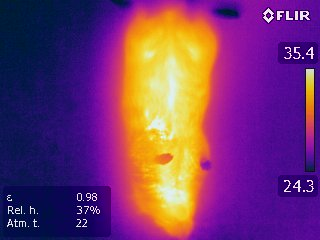 FLIR
35.4
24.3
ε 0.98
Rel. h. 37%
Atm. t. 22